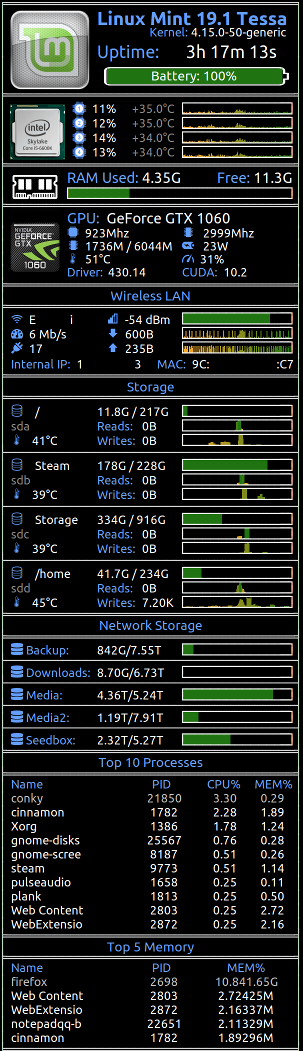 Linux Mint 19.1 Tessa
Kernel: 4.15.0-50-generic
Uptime: 3h 17m 13s
Battery: 100%
intel
Skylake
Core i5-6600K
1 11% +35.0°C
2 12% +35.0°C
3 14% +34.0°C
4 13% +34.0°C
RAM Used: 4.35G Free: 11.3G
NVIDIA
GEFORCE
GTX
1060
GPU: GeForce GTX 1060
923Mhz 2999Mhz
1736M / 6044M 23W
51°C 31%
Driver: 430.14 CUDA: 10.2
Wireless LAN
E i -54 dBm
6 Mb/s 600B
17 235B
Internal IP: 1 3 MAC: 9C: :C7
Storage
/ 11.8G / 217G
sda Reads: 0B
41°C Writes: 0B
Steam 178G / 228G
sdb Reads: 0B
39°C Writes: 0B
Storage 334G / 916G
sdc Reads: 0B
39°C Writes: 0B
/home 41.7G / 234G
sdd Reads: 0B
45°C Writes: 7.20K
Network Storage
Backup: 842G/7.55T
Downloads: 8.70G/6.73T
Media: 4.36T/5.24T
Media2: 1.19T/7.91T
Seedbox: 2.32T/5.27T
Top 10 Processes
Name PID CPU% MEM%
conky 21850 3.30 0.29
cinnamon 1782 2.28 1.89
Xorg 1386 1.78 1.24
gnome-disks 25567 0.76 0.28
gnome-scree 8187 0.51 0.26
steam 9773 0.51 1.14
pulseaudio 1658 0.25 0.11
plank 1813 0.25 0.50
Web Content 2803 0.25 2.72
WebExtensio 2872 0.25 2.16
Top 5 Memory
Name PID MEM%
firefox 2698 10.841.65G
Web Content 2803 2.72425M
WebExtensio 2872 2.16337M
notepadqq-b 22651 2.11329M
cinnamon 1782 1.89296M